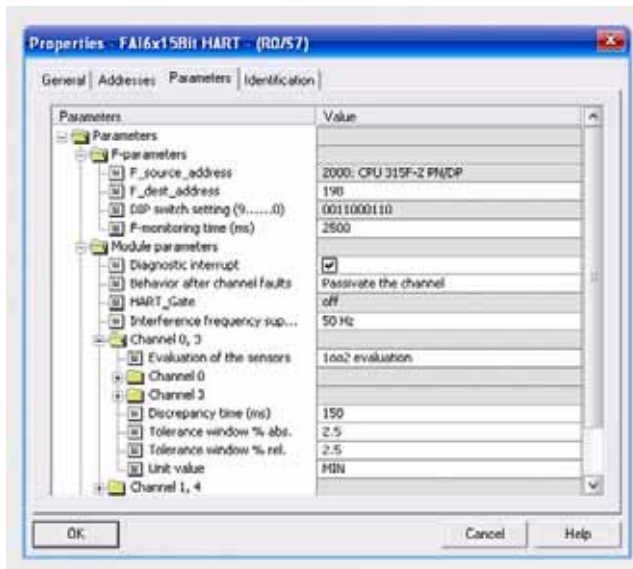 Properties - FAI6x15Bit HART - (R0/S7)
General Addresses Parameters Identification
Parameters Value
Parameters
F-parameters
F_source_address 2000: CPU 315F-2 PN/DP
F_dest_address 198
DIP switch setting (9......0) 0011000110
F-monitoring time (ms) 2500
Module parameters
Diagnostic interrupt
Behavior after channel faults Passivate the channel
HART_Gate off
Interference frequency sup... 50 Hz
Channel 0, 3
Evaluation of the sensors 1oo2 evaluation
Channel 0
Channel 3
Discrepancy time (ms) 150
Tolerance window % abs. 2.5
Tolerance window % rel. 2.5
Unit value MIN
Channel 1, 4
OK Cancel Help